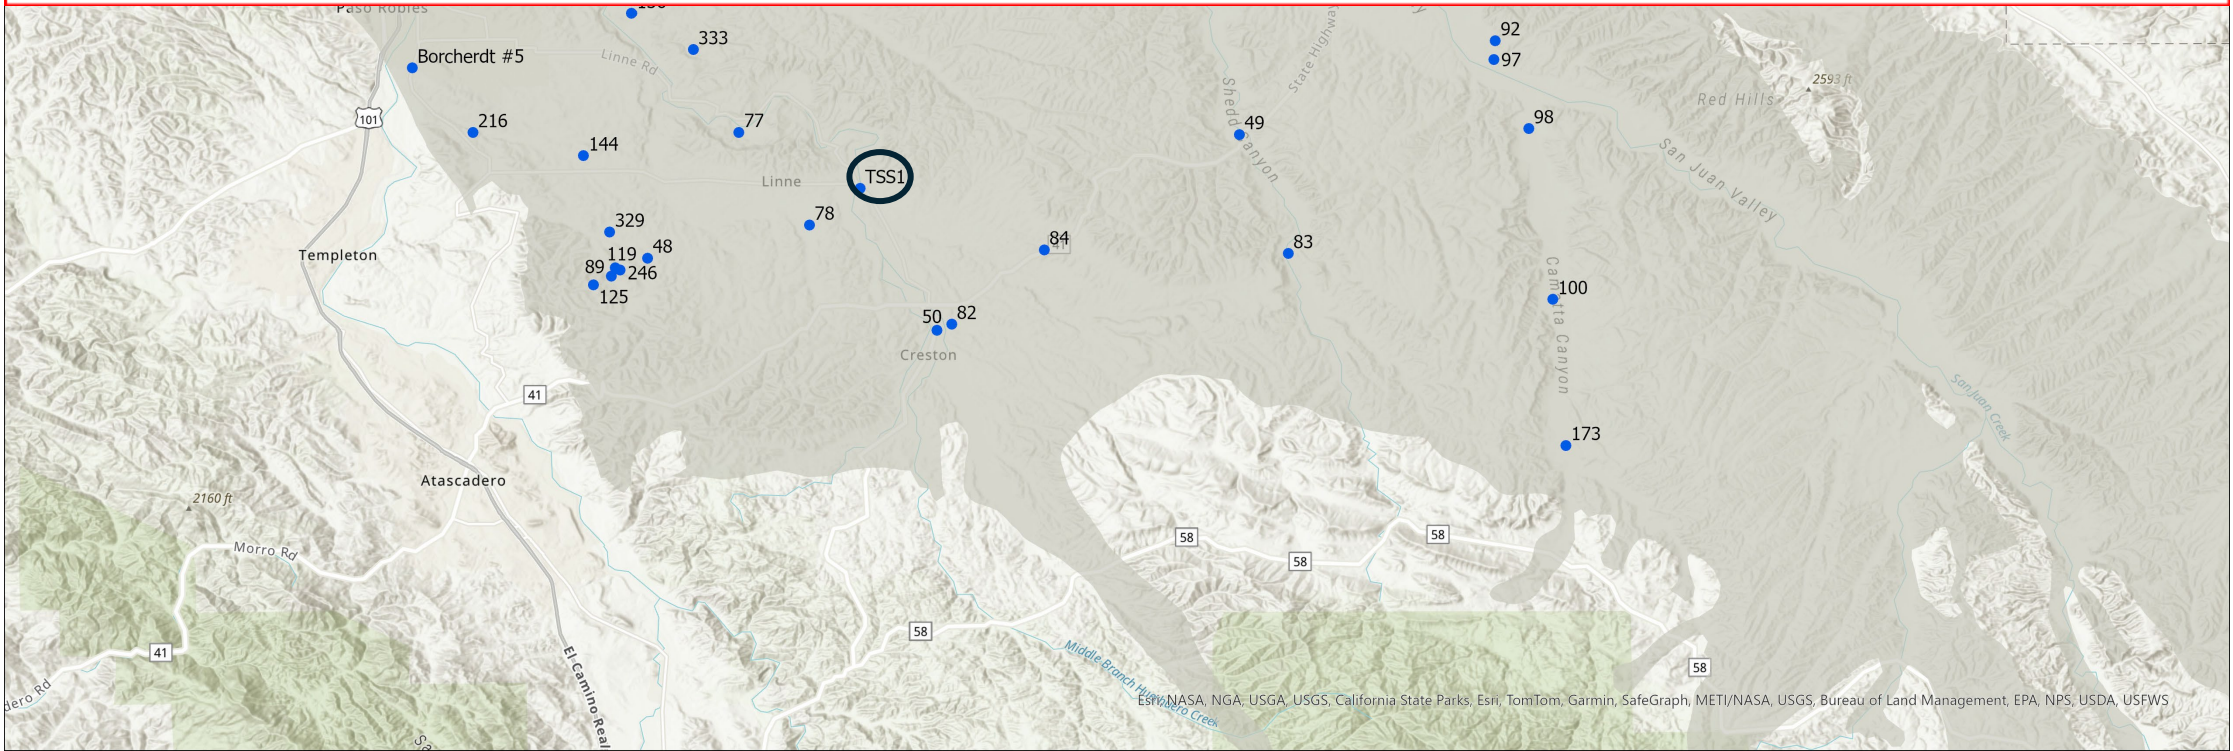 Paso Robles
333
92
Borcherdt #5
Linne Rd
State Highway
97
2593 ft
Red Hills
101
216
77
49
98
144
Shedd Canyon
San Juan Valley
Linne
TSS1
329
78
84
41
83
Templeton
119
48
89
246
125
100
Camatta Canyon
50
82
Creston
41
San Juan Creek
173
Atascadero
2160 ft
58
58
58
Morro Rd
58
41
El Camino Real
58
Middle Branch Huerhuero Creek
dero Rd
Esri, NASA, NGA, USGA, USGS, California State Parks, Esri, TomTom, Garmin, SafeGraph, METI/NASA, USGS, Bureau of Land Management, EPA, NPS, USDA, USFWS
Sa